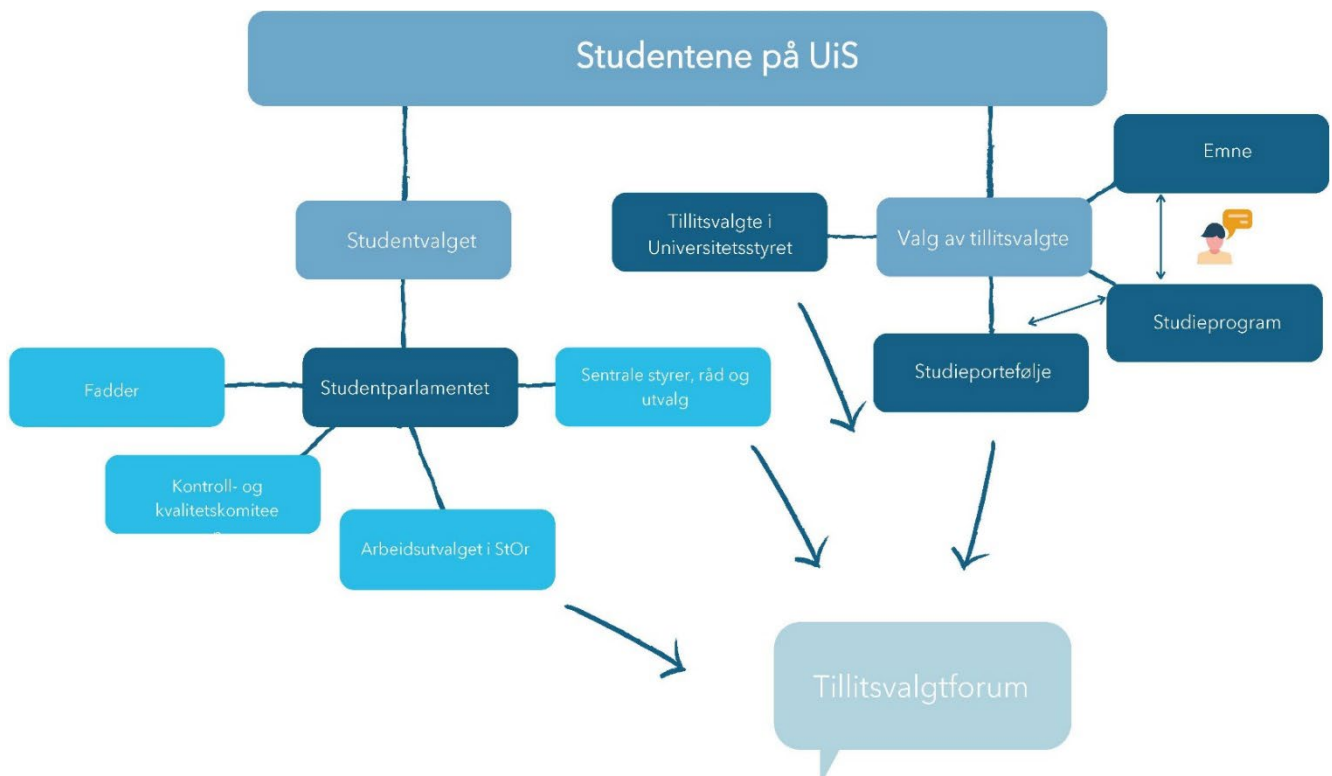 Studentene på UiS
Emne
Tillitsvalgte i
Universitetsstyret
Valg av tillitsvalgte
Studentvalget
Studieprogram
Fadder
Studentparlamentet
Sentrale styrer, råd og
utvalg
Studieportefølje
Kontroll- og
kvalitetskomitee
Arbeidsutvalget i StOr
Tillitsvalgtforum